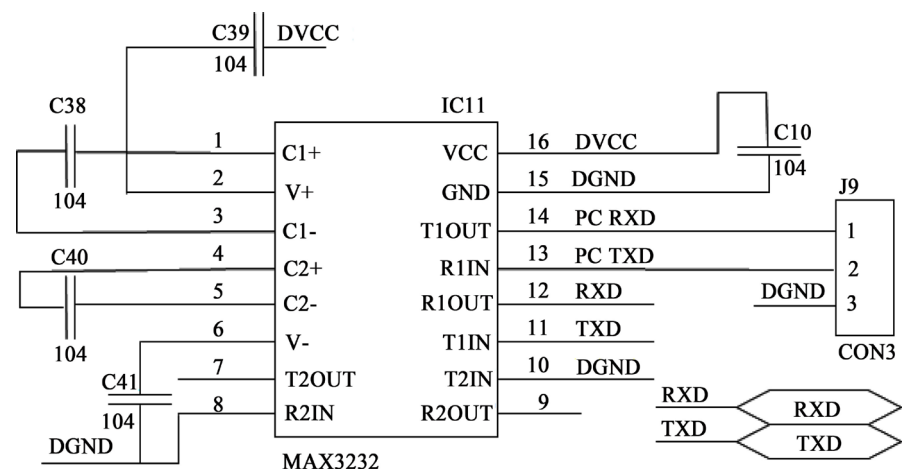 C39 DVCC
104
C38
104
IC11
1 C1+ VCC 16 DVCC
2 V+ GND 15 DGND
3 C1- T1OUT 14 PC RXD
4 C2+ R1IN 13 PC TXD
5 C2- R1OUT 12 RXD
6 V- T1IN 11 TXD
7 T2OUT T2IN 10 DGND
8 R2IN R2OUT 9
C40
104
C41
104
DGND
MAX3232
C10
104
J9
1
2
DGND 3
CON3
RXD RXD
TXD TXD